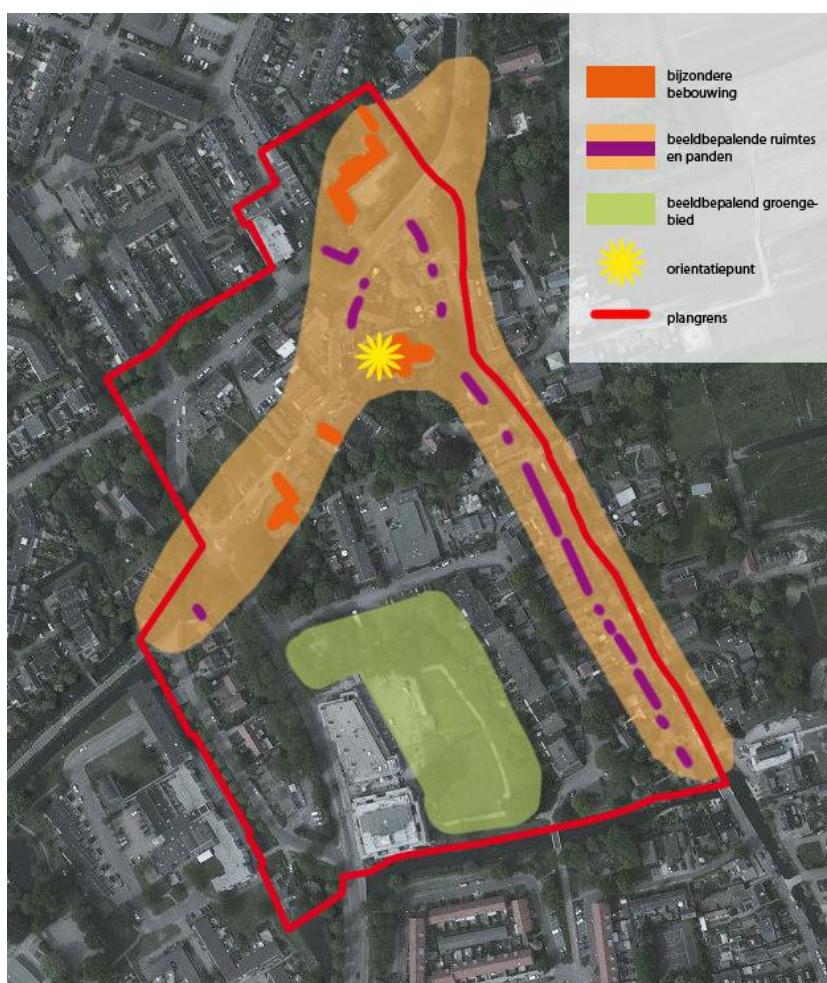 bijzondere
bebouwing
beeldbepalende ruimtes
en panden
beeldbepalend groenge-
bied
orientatiepunt
plangrens